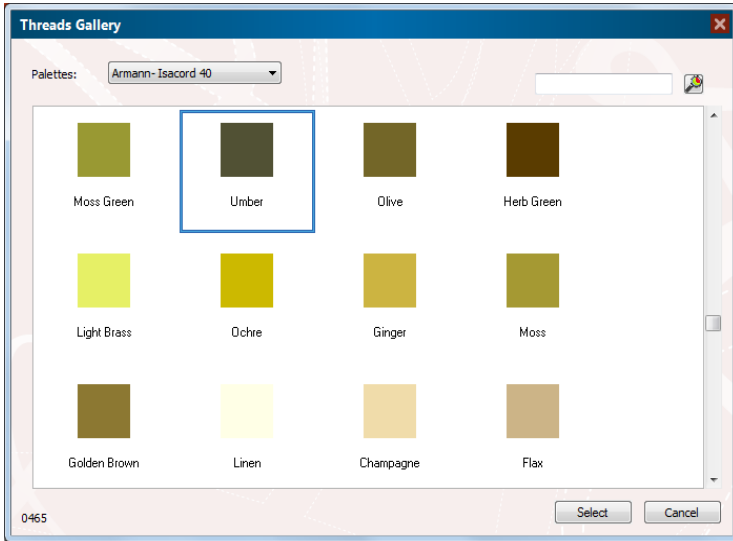 Threads Gallery
Palettes: Armann- Isacord 40
Moss Green Umber Olive Herb Green
Light Brass Ochre Ginger Moss
Golden Brown Linen Champagne Flax
0465 Select Cancel